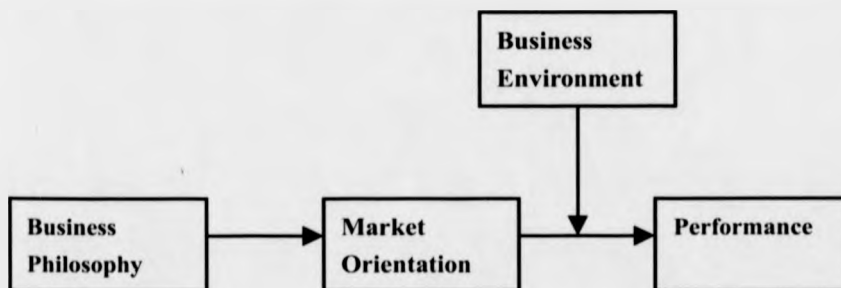 Business
Environment
Business
Philosophy
Market
Orientation
Performance